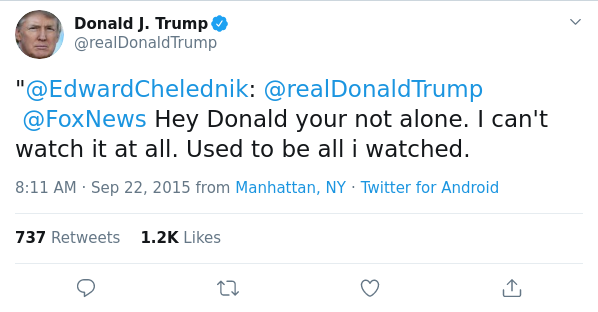 Donald J. Trump
@realDonaldTrump
"@EdwardChelednik: @realDonaldTrump
@FoxNews Hey Donald your not alone. I can't
watch it at all. Used to be all i watched.
8:11 AM · Sep 22, 2015 from Manhattan, NY · Twitter for Android
737 Retweets 1.2K Likes